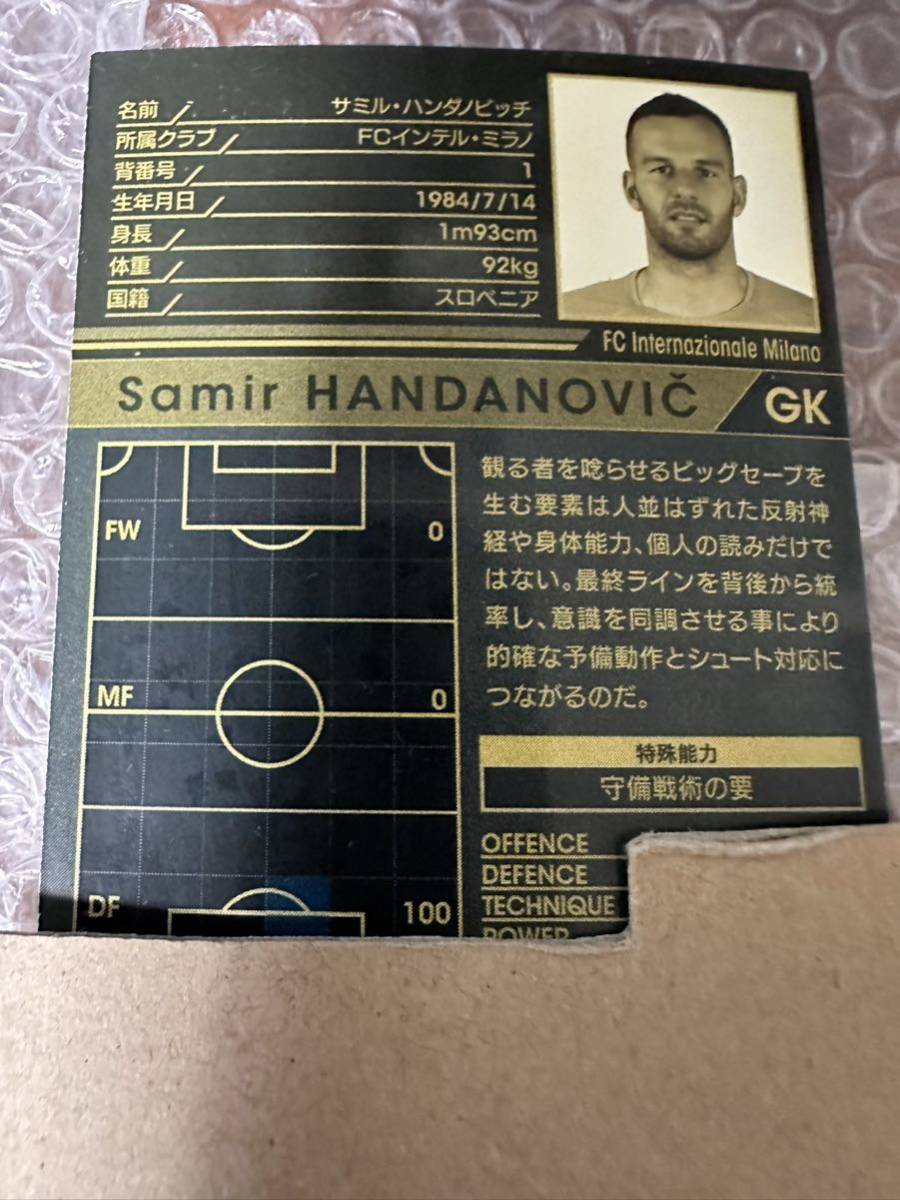 名前 サミル・ハンダノビッチ
所属クラブ FCインテル・ミラノ
背番号 1
生年月日 1984/7/14
身長 1m93cm
体重 92kg
国籍 スロベニア
FC Internazionale Milano
Samir HANDANOVIČ GK
FW 0
MF 0
DF 100
観る者を唸らせるビッグセーブを
生む要素は人並はずれた反射神
経や身体能力、個人の読みだけで
はない。最終ラインを背後から統
率し、意識を同調させる事により
的確な予備動作とシュート対応に
つながるのだ。
特殊能力
守備戦術の要
OFFENCE
DEFENCE
TECHNIQUE
POWER